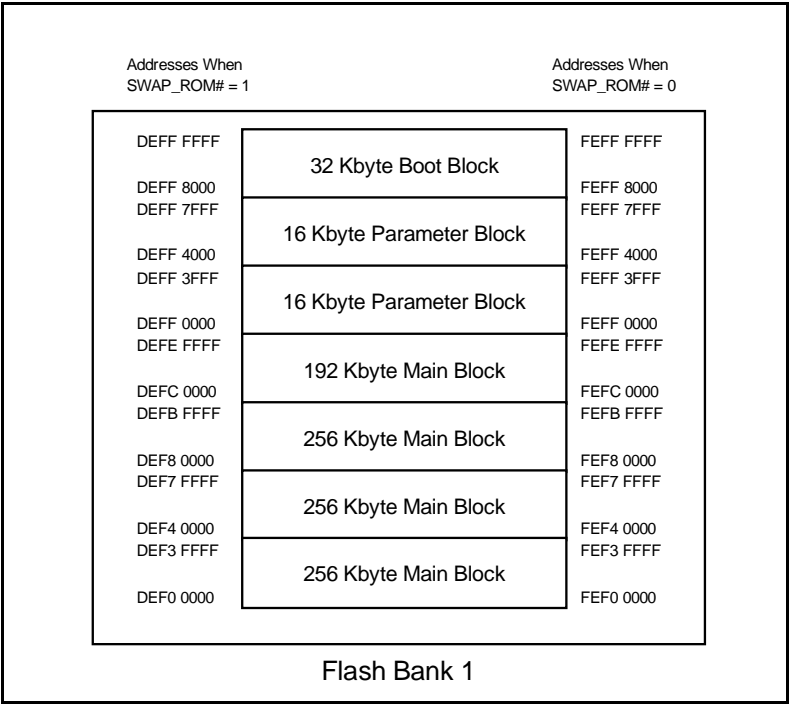 Addresses When
SWAP_ROM# = 1
Addresses When
SWAP_ROM# = 0
DEFF FFFF
32 Kbyte Boot Block
FEFF FFFF
DEFF 8000
FEFF 8000
DEFF 7FFF
16 Kbyte Parameter Block
FEFF 7FFF
DEFF 4000
FEFF 4000
DEFF 3FFF
16 Kbyte Parameter Block
FEFF 3FFF
DEFF 0000
FEFF 0000
DEFE FFFF
192 Kbyte Main Block
FEFE FFFF
DEFC 0000
FEFC 0000
DEFB FFFF
256 Kbyte Main Block
FEFB FFFF
DEF8 0000
FEF8 0000
DEF7 FFFF
256 Kbyte Main Block
FEF7 FFFF
DEF4 0000
FEF4 0000
DEF3 FFFF
256 Kbyte Main Block
FEF3 FFFF
DEF0 0000
FEF0 0000
Flash Bank 1